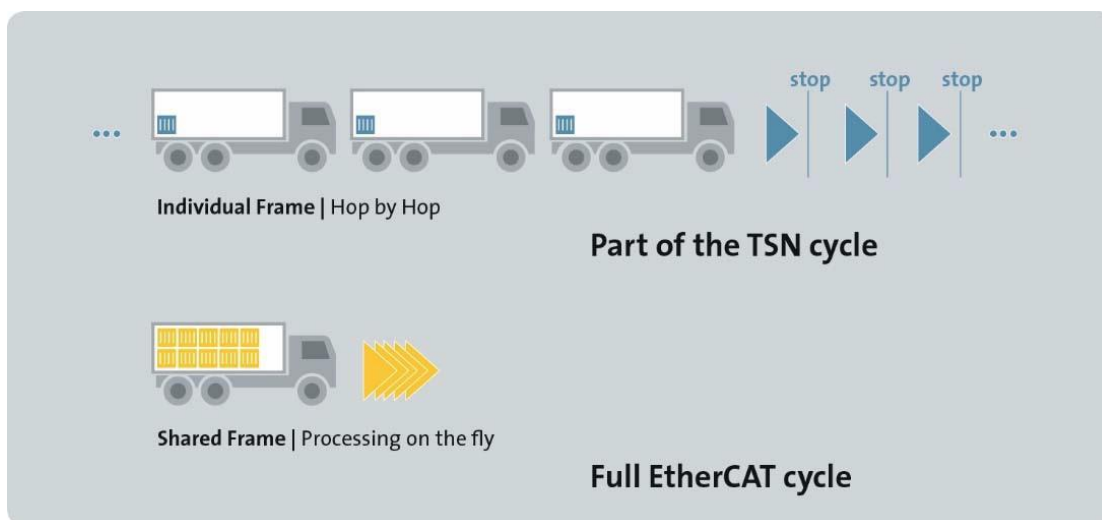 stop stop stop
Individual Frame | Hop by Hop
Part of the TSN cycle
Shared Frame | Processing on the fly
Full EtherCAT cycle